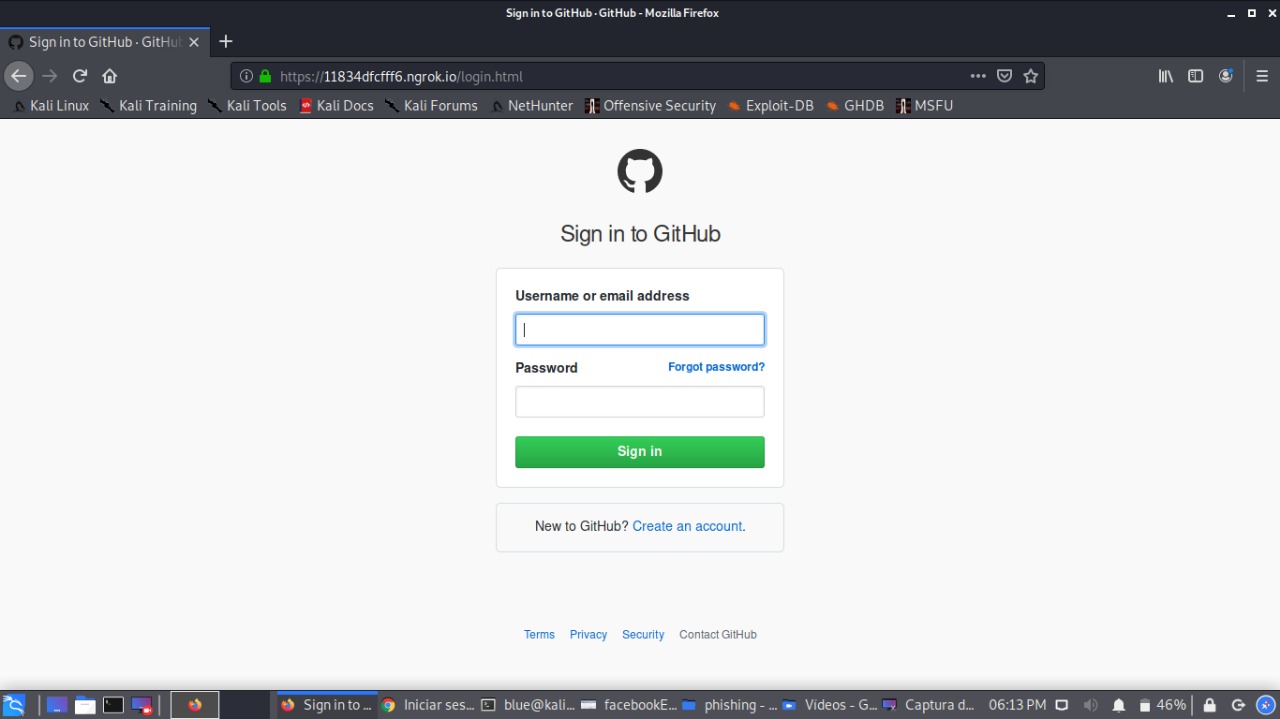 Sign in to GitHub · GitHub - Mozilla Firefox
Sign in to GitHub · GitHub
https://11834dfcfff6.ngrok.io/login.html
Kali Linux Kali Training Kali Tools Kali Docs Kali Forums NetHunter Offensive Security Exploit-DB GHDB MSFU
Sign in to GitHub
Username or email address
Password Forgot password?
Sign in
New to GitHub? Create an account.
Terms Privacy Security Contact GitHub
Sign in to ... Iniciar ses... blue@kali... facebookE... phishing - ... Vídeos - G... Captura d... 06:13 PM 46%